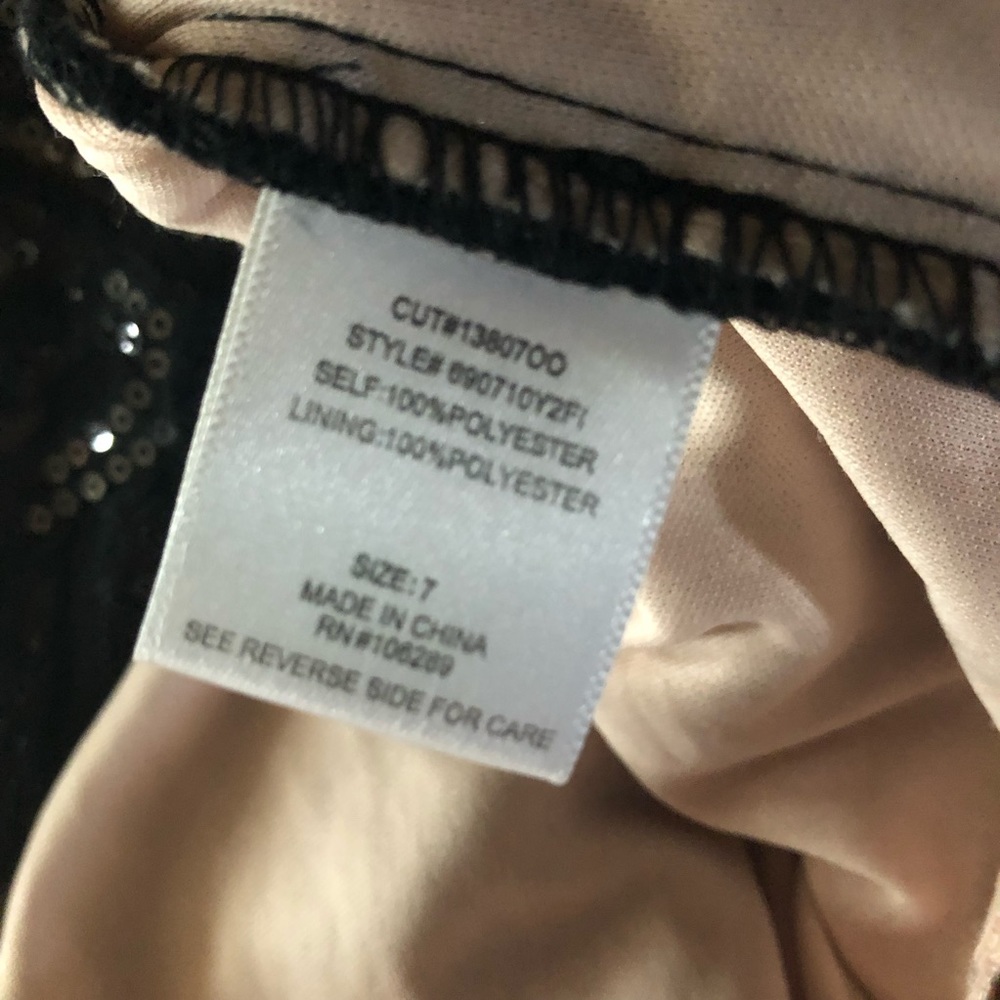 CUT#13807OO
STYLE# 690710Y2FI
SELF:100%POLYESTER
LINING:100%POLYESTER
SIZE:7
MADE IN CHINA
RN#106289
SEE REVERSE SIDE FOR CARE